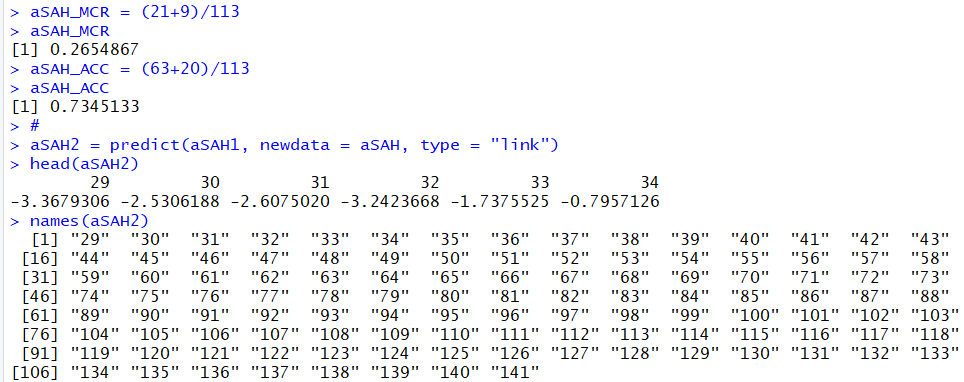 > aSAH_MCR = (21+9)/113
> aSAH_MCR
[1] 0.2654867
> aSAH_ACC = (63+20)/113
> aSAH_ACC
[1] 0.7345133
> #
> aSAH2 = predict(aSAH1, newdata = aSAH, type = "link")
> head(aSAH2)
        29         30         31         32         33         34
-3.3679306 -2.5306188 -2.6075020 -3.2423668 -1.7375525 -0.7957126
> names(aSAH2)
  [1] "29"  "30"  "31"  "32"  "33"  "34"  "35"  "36"  "37"  "38"  "39"  "40"  "41"  "42"  "43"
 [16] "44"  "45"  "46"  "47"  "48"  "49"  "50"  "51"  "52"  "53"  "54"  "55"  "56"  "57"  "58"
 [31] "59"  "60"  "61"  "62"  "63"  "64"  "65"  "66"  "67"  "68"  "69"  "70"  "71"  "72"  "73"
 [46] "74"  "75"  "76"  "77"  "78"  "79"  "80"  "81"  "82"  "83"  "84"  "85"  "86"  "87"  "88"
 [61] "89"  "90"  "91"  "92"  "93"  "94"  "95"  "96"  "97"  "98"  "99"  "100" "101" "102" "103"
 [76] "104" "105" "106" "107" "108" "109" "110" "111" "112" "113" "114" "115" "116" "117" "118"
 [91] "119" "120" "121" "122" "123" "124" "125" "126" "127" "128" "129" "130" "131" "132" "133"
[106] "134" "135" "136" "137" "138" "139" "140" "141"